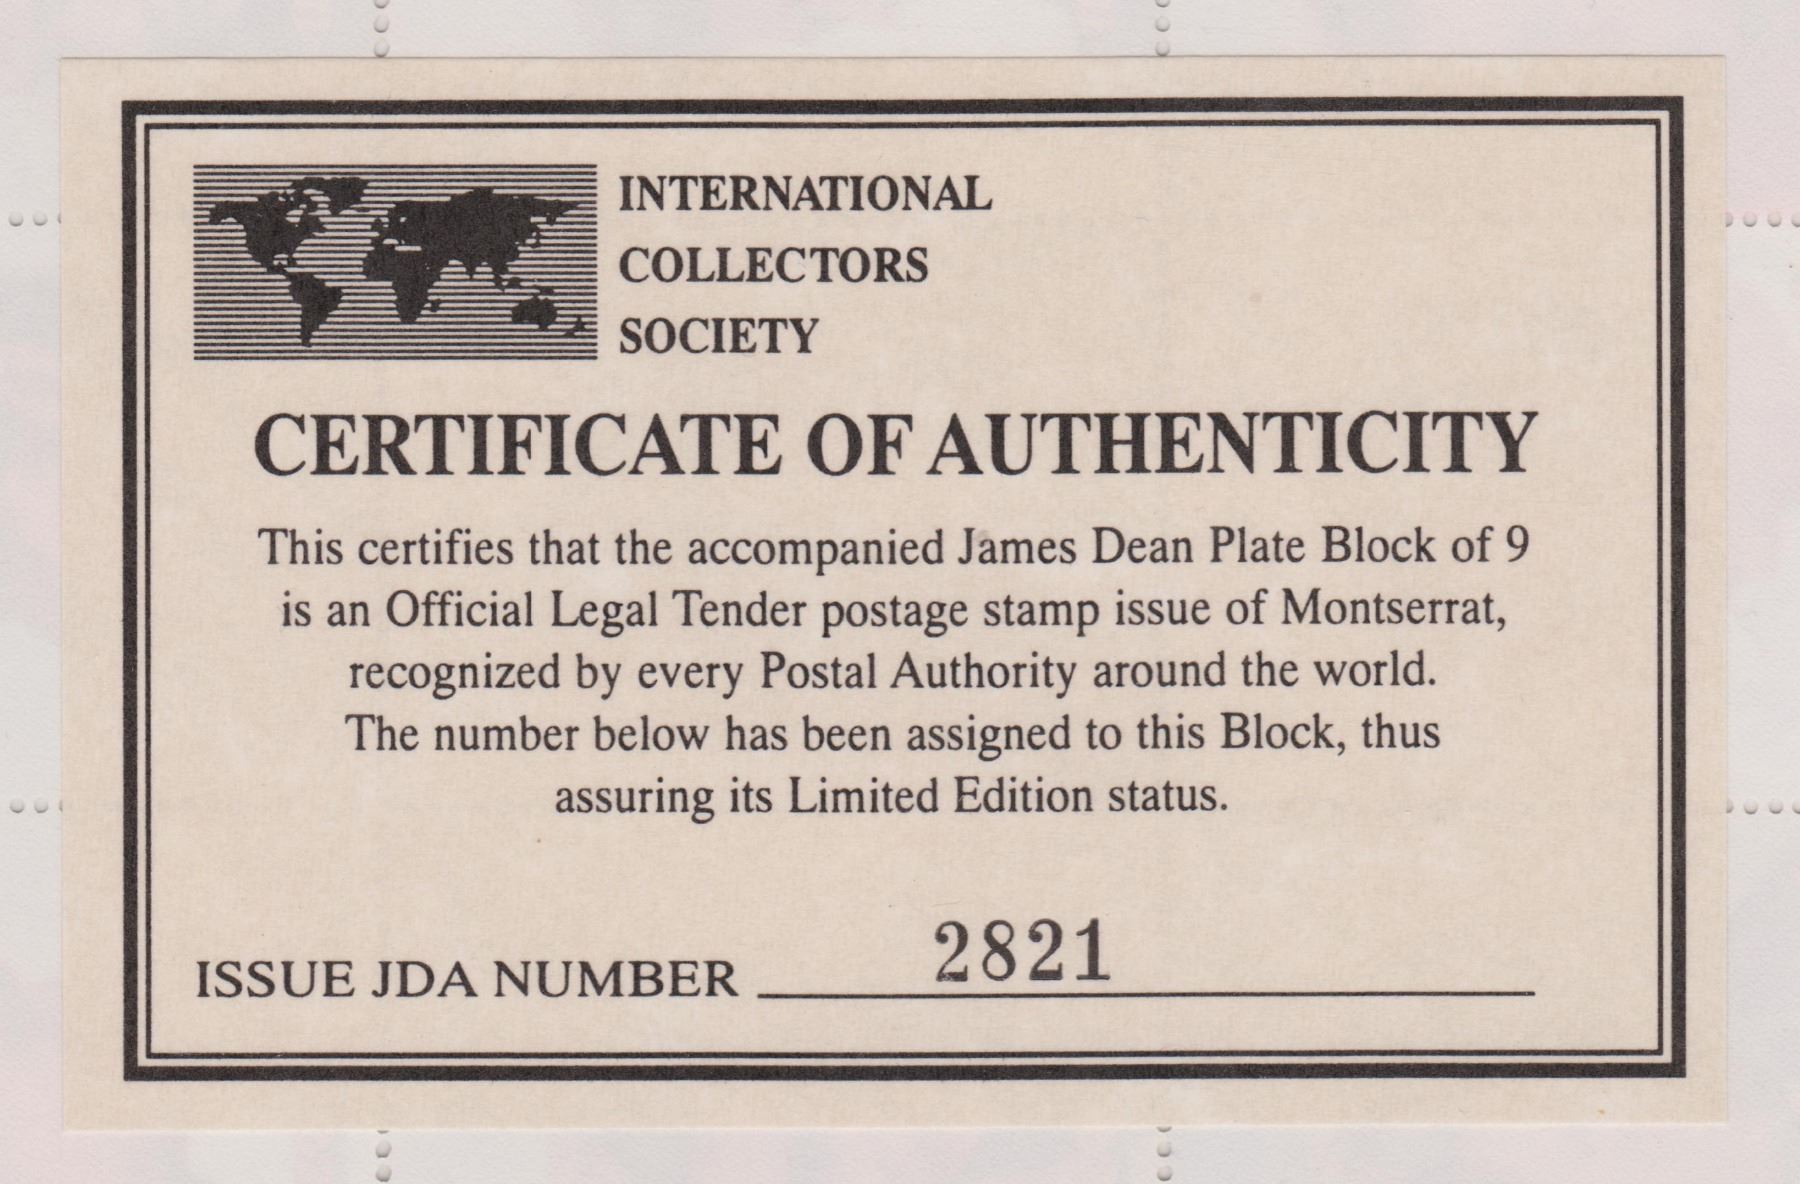 INTERNATIONAL
COLLECTORS
SOCIETY
CERTIFICATE OF AUTHENTICITY
This certifies that the accompanied James Dean Plate Block of 9
is an Official Legal Tender postage stamp issue of Montserrat,
recognized by every Postal Authority around the world.
The number below has been assigned to this Block, thus
assuring its Limited Edition status.
ISSUE JDA NUMBER 2821